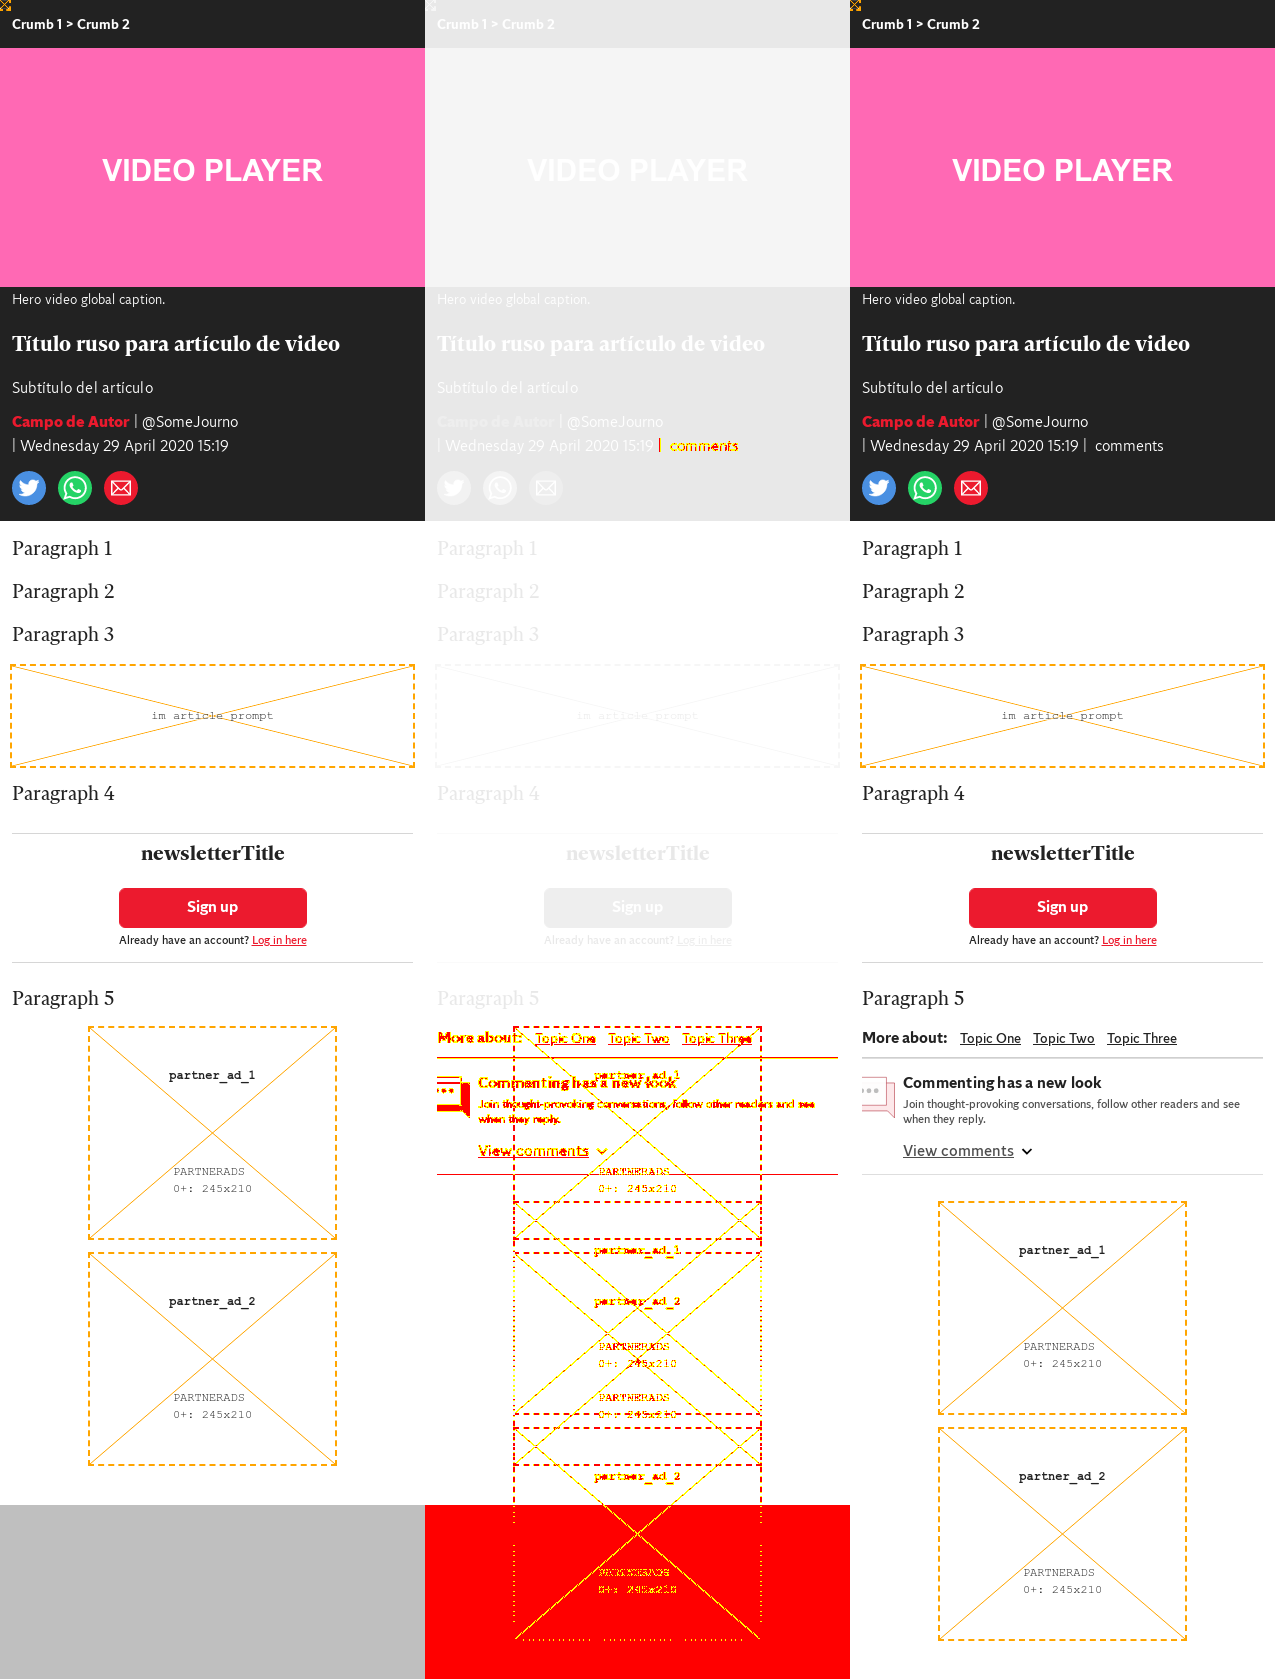 Crumb 1 > Crumb 2
VIDEO PLAYER
Hero video global caption.
Título ruso para artículo de video
Subtítulo del artículo
Campo de Autor | @SomeJourno
| Wednesday 29 April 2020 15:19
Paragraph 1
Paragraph 2
Paragraph 3
im article prompt
Paragraph 4
newsletterTitle
Sign up
Already have an account? Log in here
Paragraph 5
partner_ad_1
PARTNERADS
0+: 245x210
partner_ad_2
PARTNERADS
0+: 245x210
Crumb 1 > Crumb 2
VIDEO PLAYER
Hero video global caption.
Título ruso para artículo de video
Subtítulo del artículo
Campo de Autor | @SomeJourno
| Wednesday 29 April 2020 15:19 | comments
Paragraph 1
Paragraph 2
Paragraph 3
im article prompt
Paragraph 4
newsletterTitle
Sign up
Already have an account? Log in here
Paragraph 5
More about: Topic One Topic Two Topic Three
partner_ad_1
Commenting has a new look
Join thought-provoking conversations, follow other readers and see
when they reply.
View comments
PARTNERADS
0+: 245x210
partner_ad_1
partner_ad_2
PARTNERADS
0+: 245x210
PARTNERADS
0+: 245x210
partner_ad_2
PARTNERADS
0+: 245x210
Crumb 1 > Crumb 2
VIDEO PLAYER
Hero video global caption.
Título ruso para artículo de video
Subtítulo del artículo
Campo de Autor | @SomeJourno
| Wednesday 29 April 2020 15:19 | comments
Paragraph 1
Paragraph 2
Paragraph 3
im article prompt
Paragraph 4
newsletterTitle
Sign up
Already have an account? Log in here
Paragraph 5
More about: Topic One Topic Two Topic Three
Commenting has a new look
Join thought-provoking conversations, follow other readers and see
when they reply.
View comments
partner_ad_1
PARTNERADS
0+: 245x210
partner_ad_2
PARTNERADS
0+: 245x210